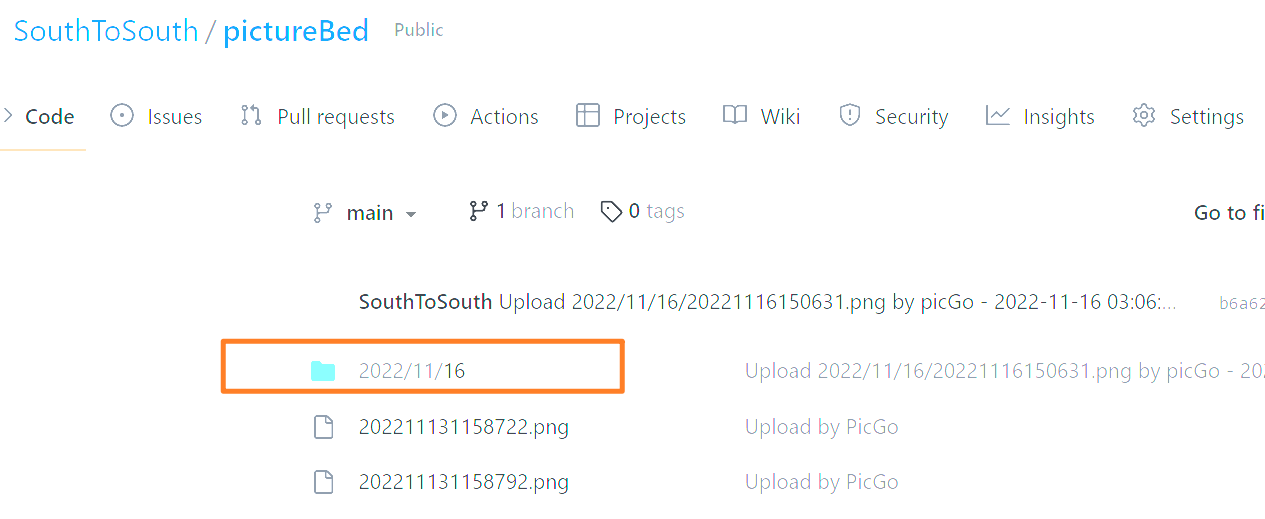 SouthToSouth / pictureBed Public
Code Issues Pull requests Actions Projects Wiki Security Insights Settings
main 1 branch 0 tags Go to fi
SouthToSouth Upload 2022/11/16/20221116150631.png by picGo - 2022-11-16 03:06:... b6a62
2022/11/16 Upload 2022/11/16/20221116150631.png by picGo - 202
202211131158722.png Upload by PicGo
202211131158792.png Upload by PicGo